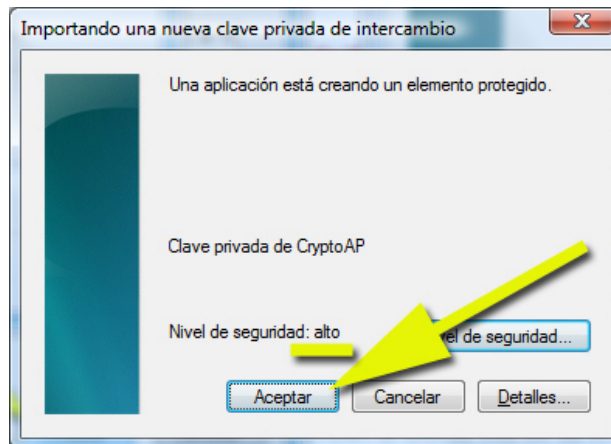 Importando una nueva clave privada de intercambio
Una aplicación está creando un elemento protegido.
Clave privada de CryptoAP
Nivel de seguridad: alto
el de seguridad...
Aceptar
Cancelar
Detalles...